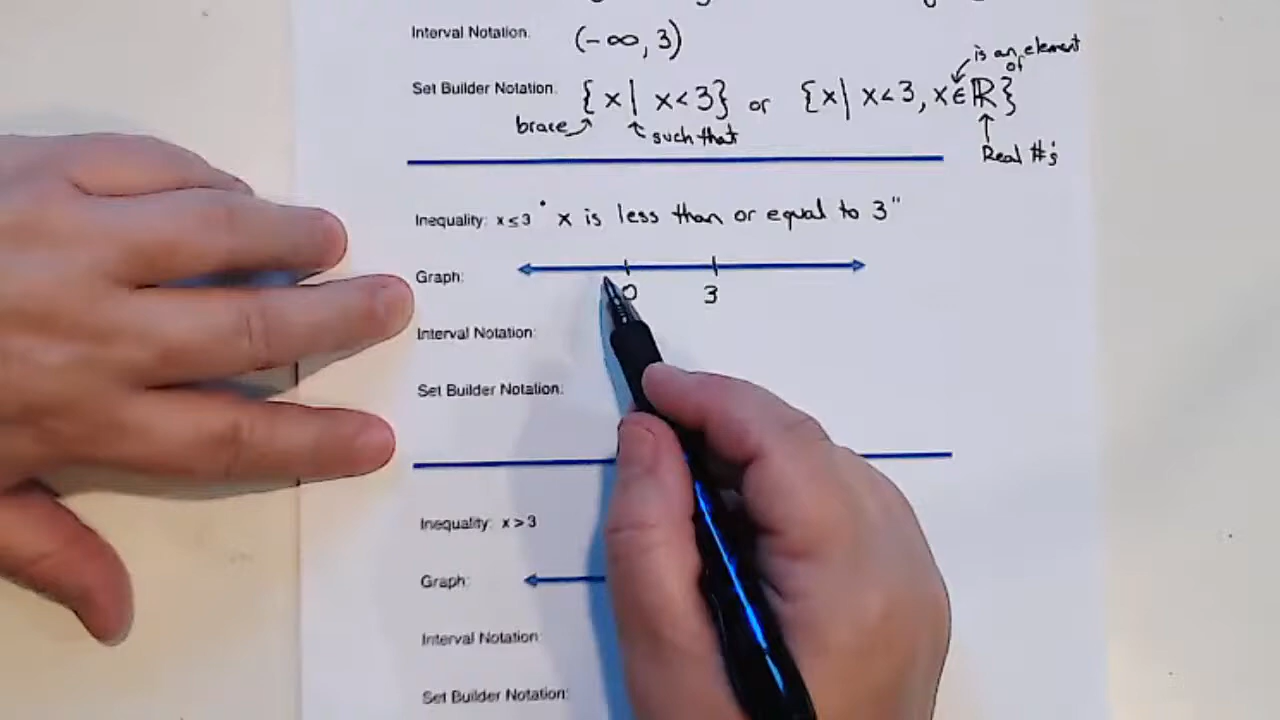 Interval Notation: (-∞, 3)
is an element of
Set Builder Notation: {x| x<3} or {x| x<3, x∈ℝ}
brace such that
Real #'s
Inequality: x ≤ 3 "x is less than or equal to 3"
Graph:
0 3
Interval Notation:
Set Builder Notation:
Inequality: x > 3
Graph:
Interval Notation
Set Builder Notation: